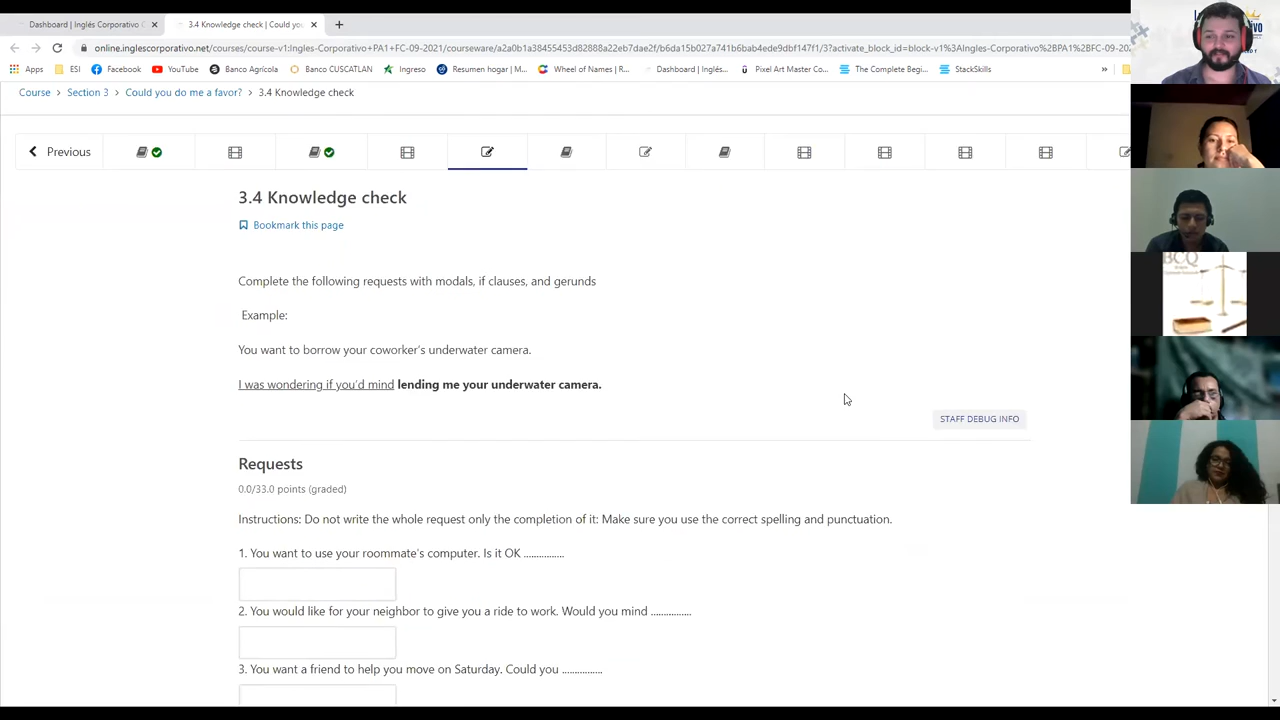 Dashboard | Inglés Corporativo
3.4 Knowledge check | Could you
online.inglescorporativo.net/courses/course-v1:Ingles-Corporativo+PA1+FC-09-2021/courseware/a2a0b1a38455453d82888a22eb7dae2f/b6da15b027a741b6bab4ede9dbf147f1/3?activate_block_id=block-v1%3AIngles-Corporativo%2BPA1%2BFC-09-2021
Apps ESI Facebook YouTube Banco Agrícola Banco CUSCATLAN Ingreso Resumen hogar | M... Wheel of Names | R... Dashboard | Inglés... Pixel Art Master Co... The Complete Begi... StackSkills »
Course > Section 3 > Could you do me a favor? > 3.4 Knowledge check
Previous
3.4 Knowledge check
Bookmark this page
Complete the following requests with modals, if clauses, and gerunds
Example:
You want to borrow your coworker's underwater camera.
I was wondering if you'd mind lending me your underwater camera.
STAFF DEBUG INFO
Requests
0.0/33.0 points (graded)
Instructions: Do not write the whole request only the completion of it: Make sure you use the correct spelling and punctuation.
1. You want to use your roommate's computer. Is it OK ................
2. You would like for your neighbor to give you a ride to work. Would you mind ................
3. You want a friend to help you move on Saturday. Could you ................
BCQ